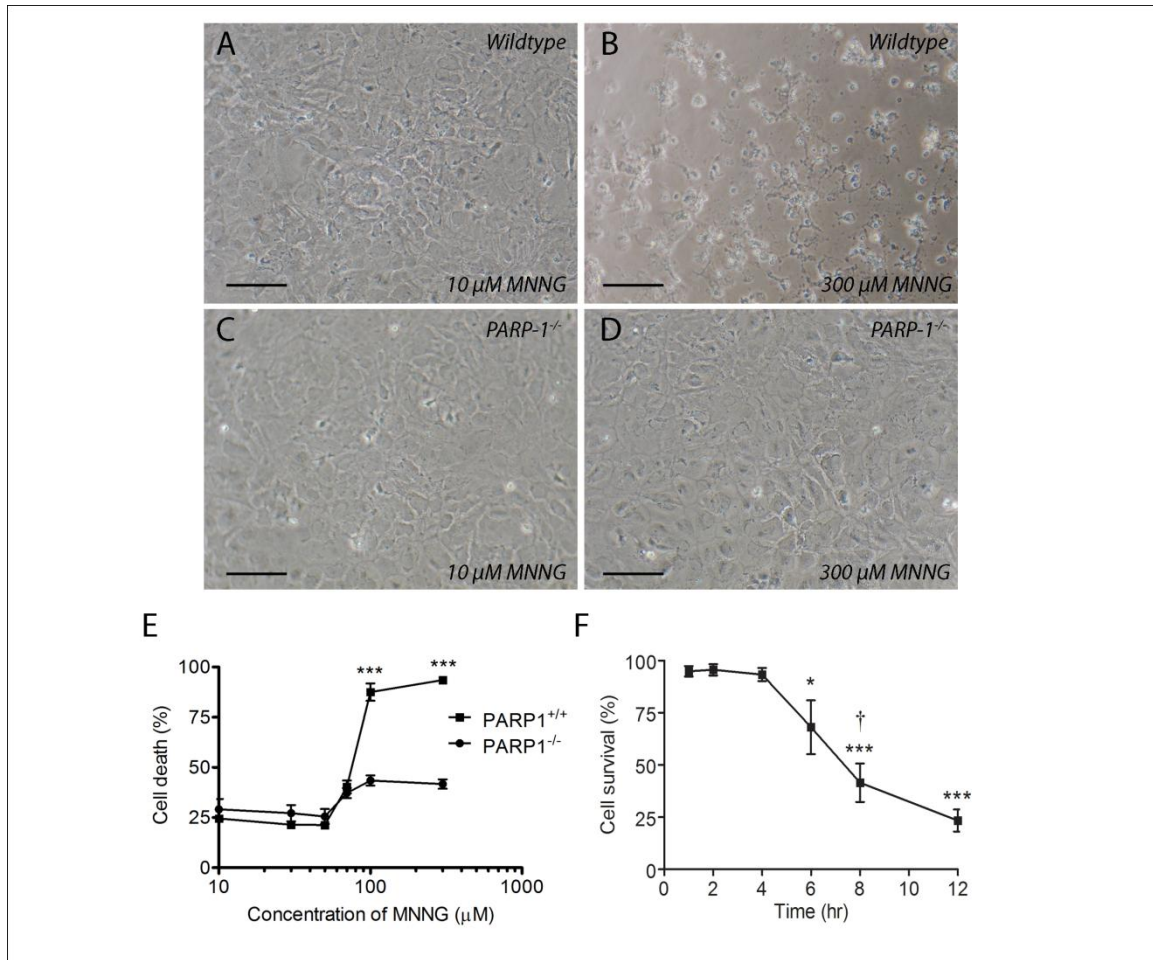 A Wildtype
10 µM MNNG
B Wildtype
300 µM MNNG
C PARP-1-/-
10 µM MNNG
D PARP-1-/-
300 µM MNNG
E
100
75
50
25
0
Cell death (%)
*** ***
PARP1+/+
PARP1-/-
10 100 1000
Concentration of MNNG (µM)
F
100
75
50
25
0
Cell survival (%)
*
†
***
***
0 2 4 6 8 10 12
Time (hr)